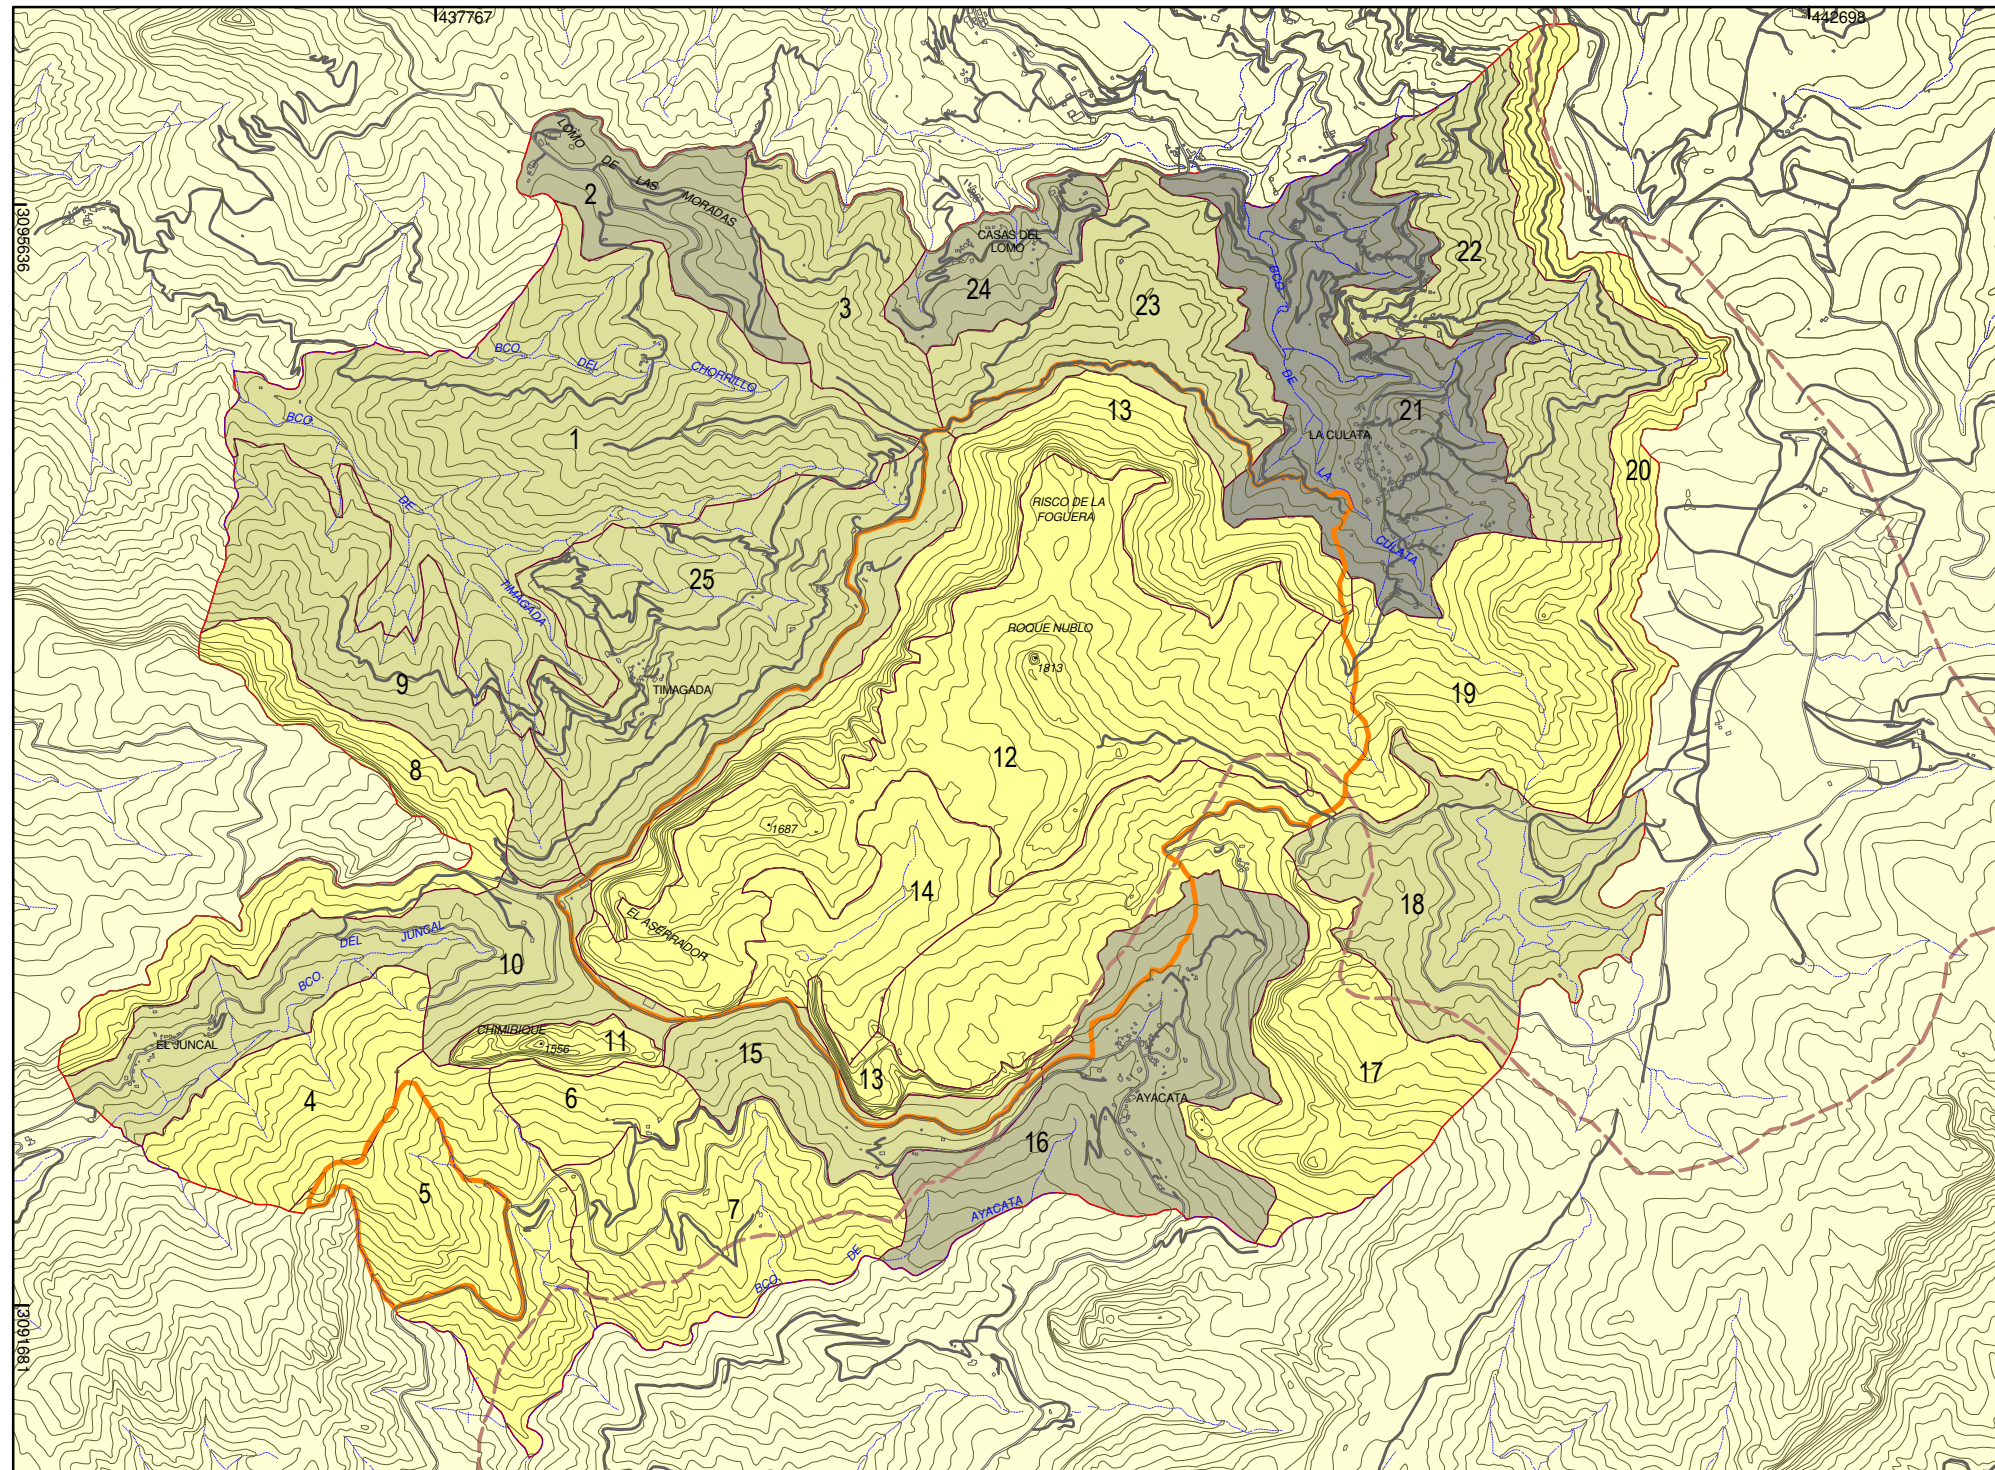 437767
442698
3095636
3091681
LOMO
DE
LAS
MORADAS
2
3
CASAS DEL
LOMO
24
23
22
BCO.
DE
LA
CULATA
BCO.
DEL
CHORRILLO
13
21
LA CULATA
1
BCO.
DE
TIMAGADA
20
RISCO DE LA
FOGUERA
25
ROQUE NUBLO
1813
9
TIMAGADA
19
8
12
1687
14
18
EL ASERRADOR
DEL
JUNCAL
BCO.
10
EL JUNCAL
CHIMIRIQUE
1556
11
15
13
17
4
6
AYACATA
16
5
7
AYACATA
DE
BCO.